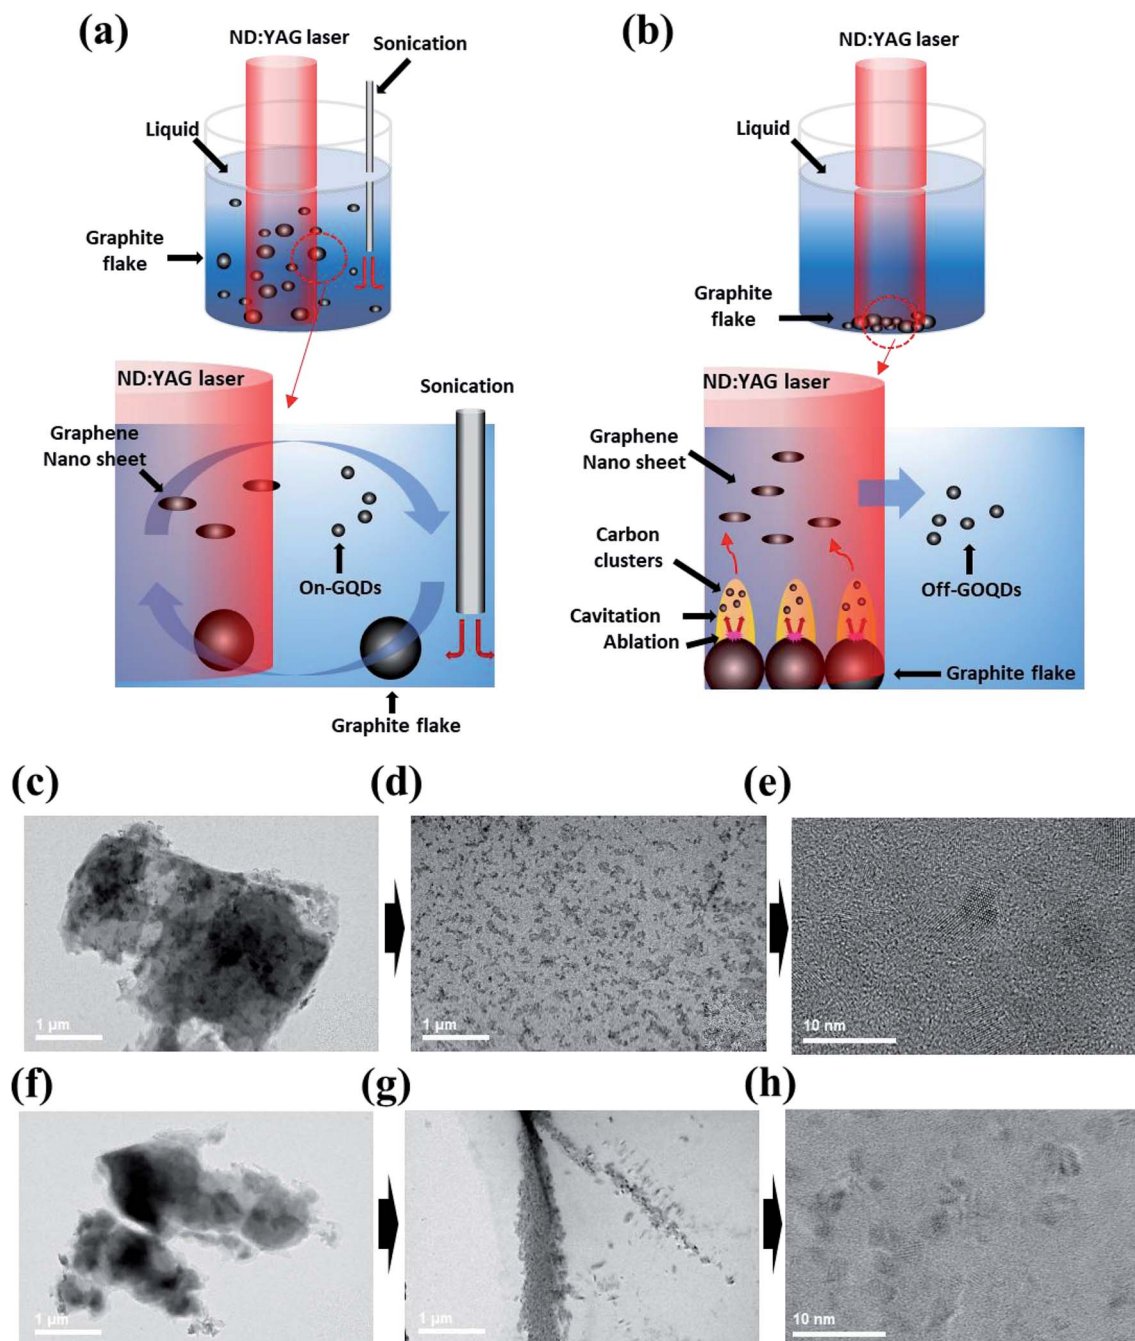 (a)
ND:YAG laser
Sonication
Liquid
Graphite
flake
ND:YAG laser
Sonication
Graphene
Nano sheet
On-GQDs
Graphite flake
(b)
ND:YAG laser
Liquid
Graphite
flake
ND:YAG laser
Graphene
Nano sheet
Carbon
clusters
Cavitation
Ablation
Off-GOQDs
Graphite flake
(c)
1 μm
(d)
1 μm
(e)
10 nm
(f)
1 μm
(g)
1 μm
(h)
10 nm